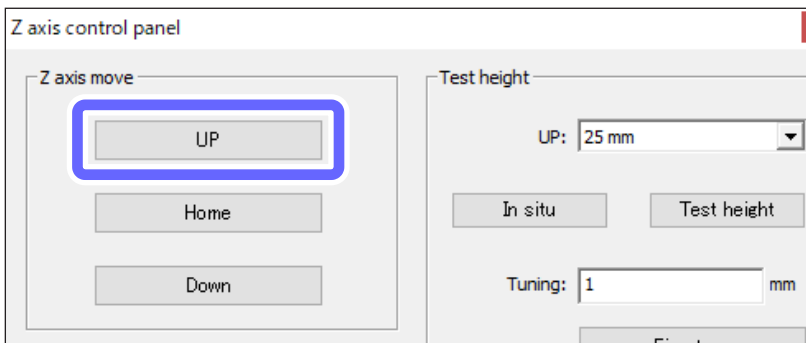 Z axis control panel
Z axis move
UP
Home
Down
Test height
UP: 25 mm
In situ Test height
Tuning: 1 mm